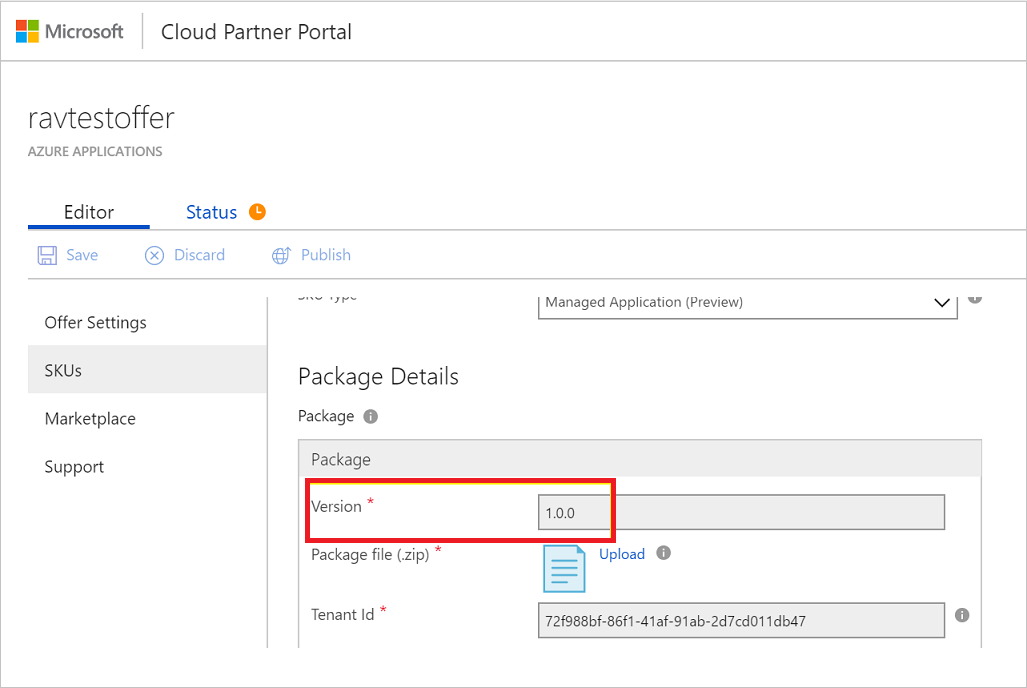 Microsoft Cloud Partner Portal
ravtestoffer
AZURE APPLICATIONS
Editor Status
Save Discard Publish
SKU Type Managed Application (Preview)
Offer Settings
SKUs
Marketplace
Support
Package Details
Package
Package
Version * 1.0.0
Package file (.zip) * Upload
Tenant Id * 72f988bf-86f1-41af-91ab-2d7cd011db47